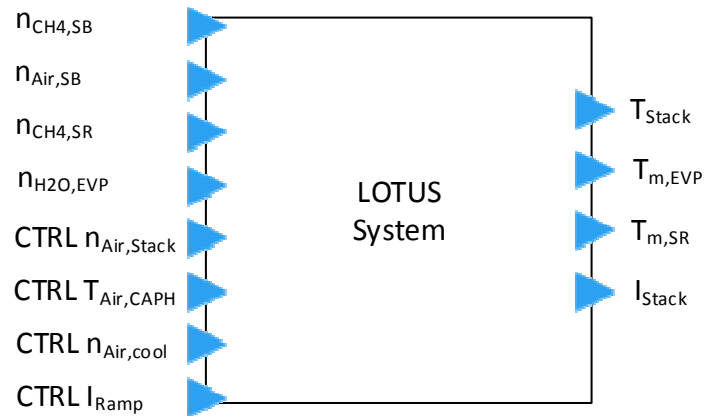 n_CH4,SB
n_Air,SB
n_CH4,SR
n_H2O,EVP
CTRL n_Air,Stack
CTRL T_Air,CAPH
CTRL n_Air,cool
CTRL I_Ramp
LOTUS
System
T_Stack
T_m,EVP
T_m,SR
I_Stack